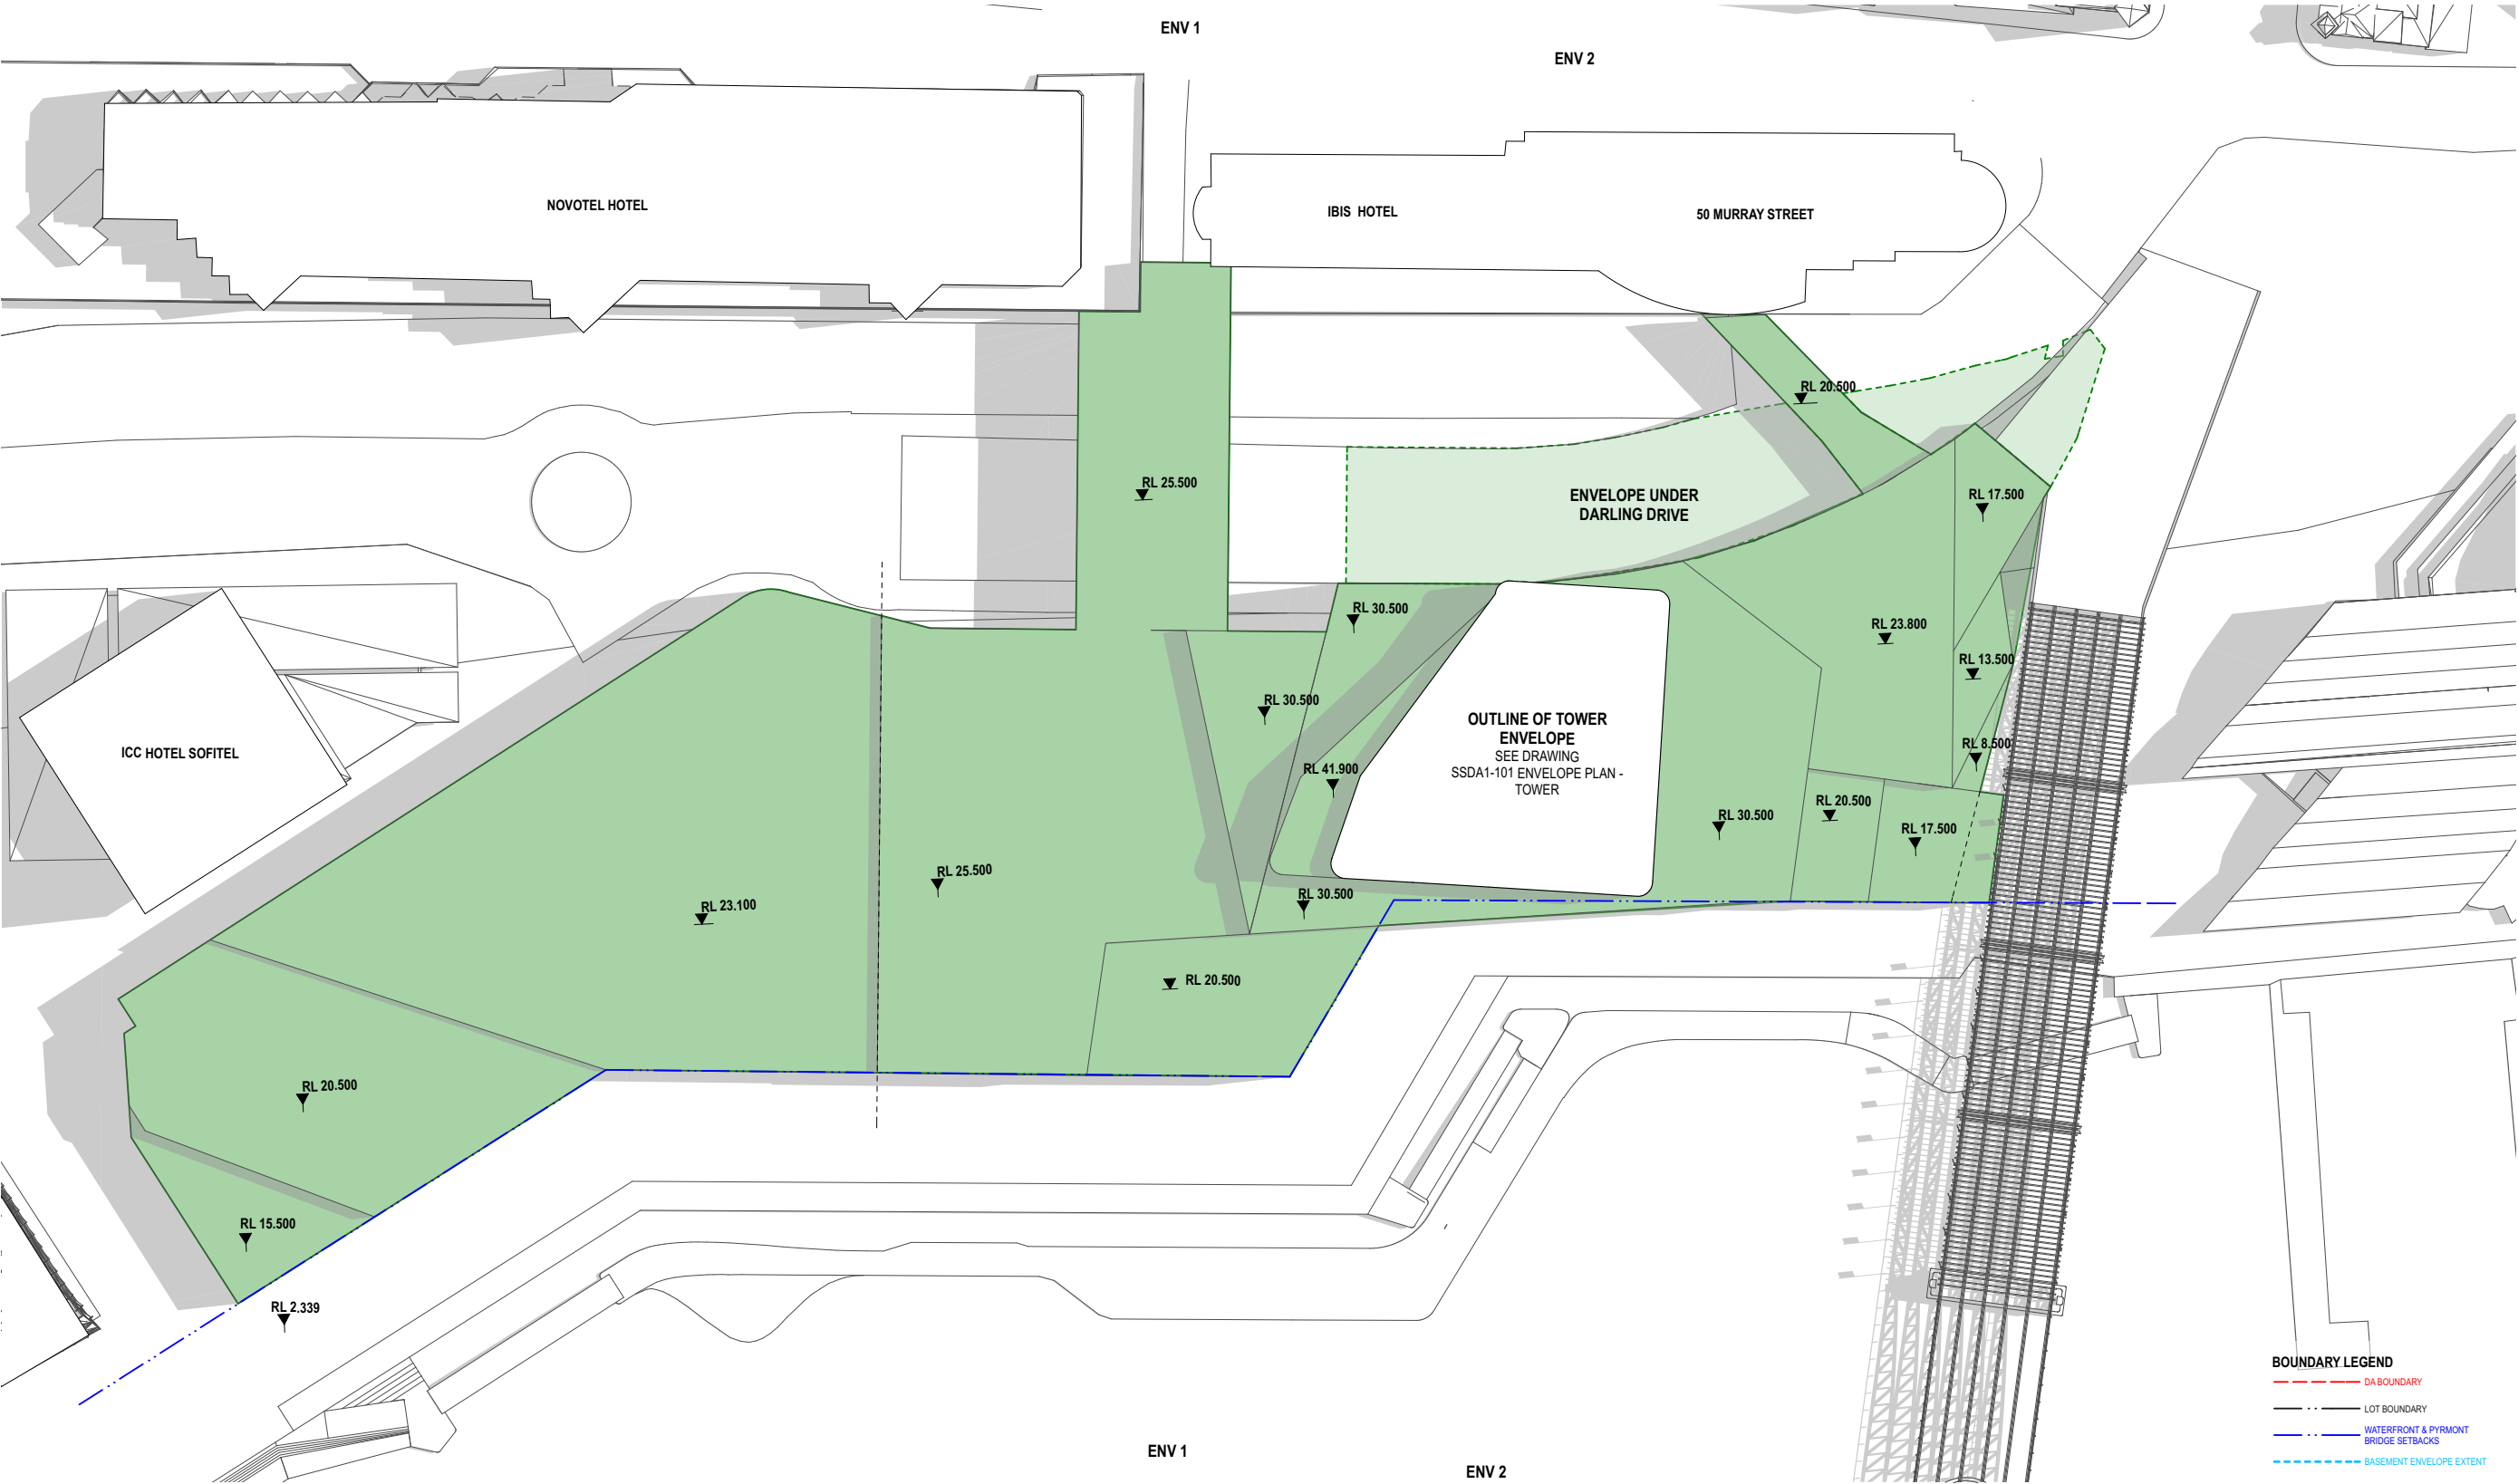 ENV 1
ENV 2
NOVOTEL HOTEL
IBIS HOTEL
50 MURRAY STREET
RL 20.500
RL 25.500
ENVELOPE UNDER
DARLING DRIVE
RL 17.500
RL 30.500
RL 23.800
RL 13.500
RL 30.500
OUTLINE OF TOWER
ENVELOPE
SEE DRAWING
SSDA1-101 ENVELOPE PLAN -
TOWER
ICC HOTEL SOFITEL
RL 8.500
RL 41.900
RL 20.500
RL 30.500
RL 17.500
RL 25.500
RL 23.100
RL 30.500
RL 20.500
RL 20.500
RL 15.500
RL 2.339
BOUNDARY LEGEND
DA BOUNDARY
LOT BOUNDARY
WATERFRONT & PYRMONT
BRIDGE SETBACKS
BASEMENT ENVELOPE EXTENT
ENV 1
ENV 2